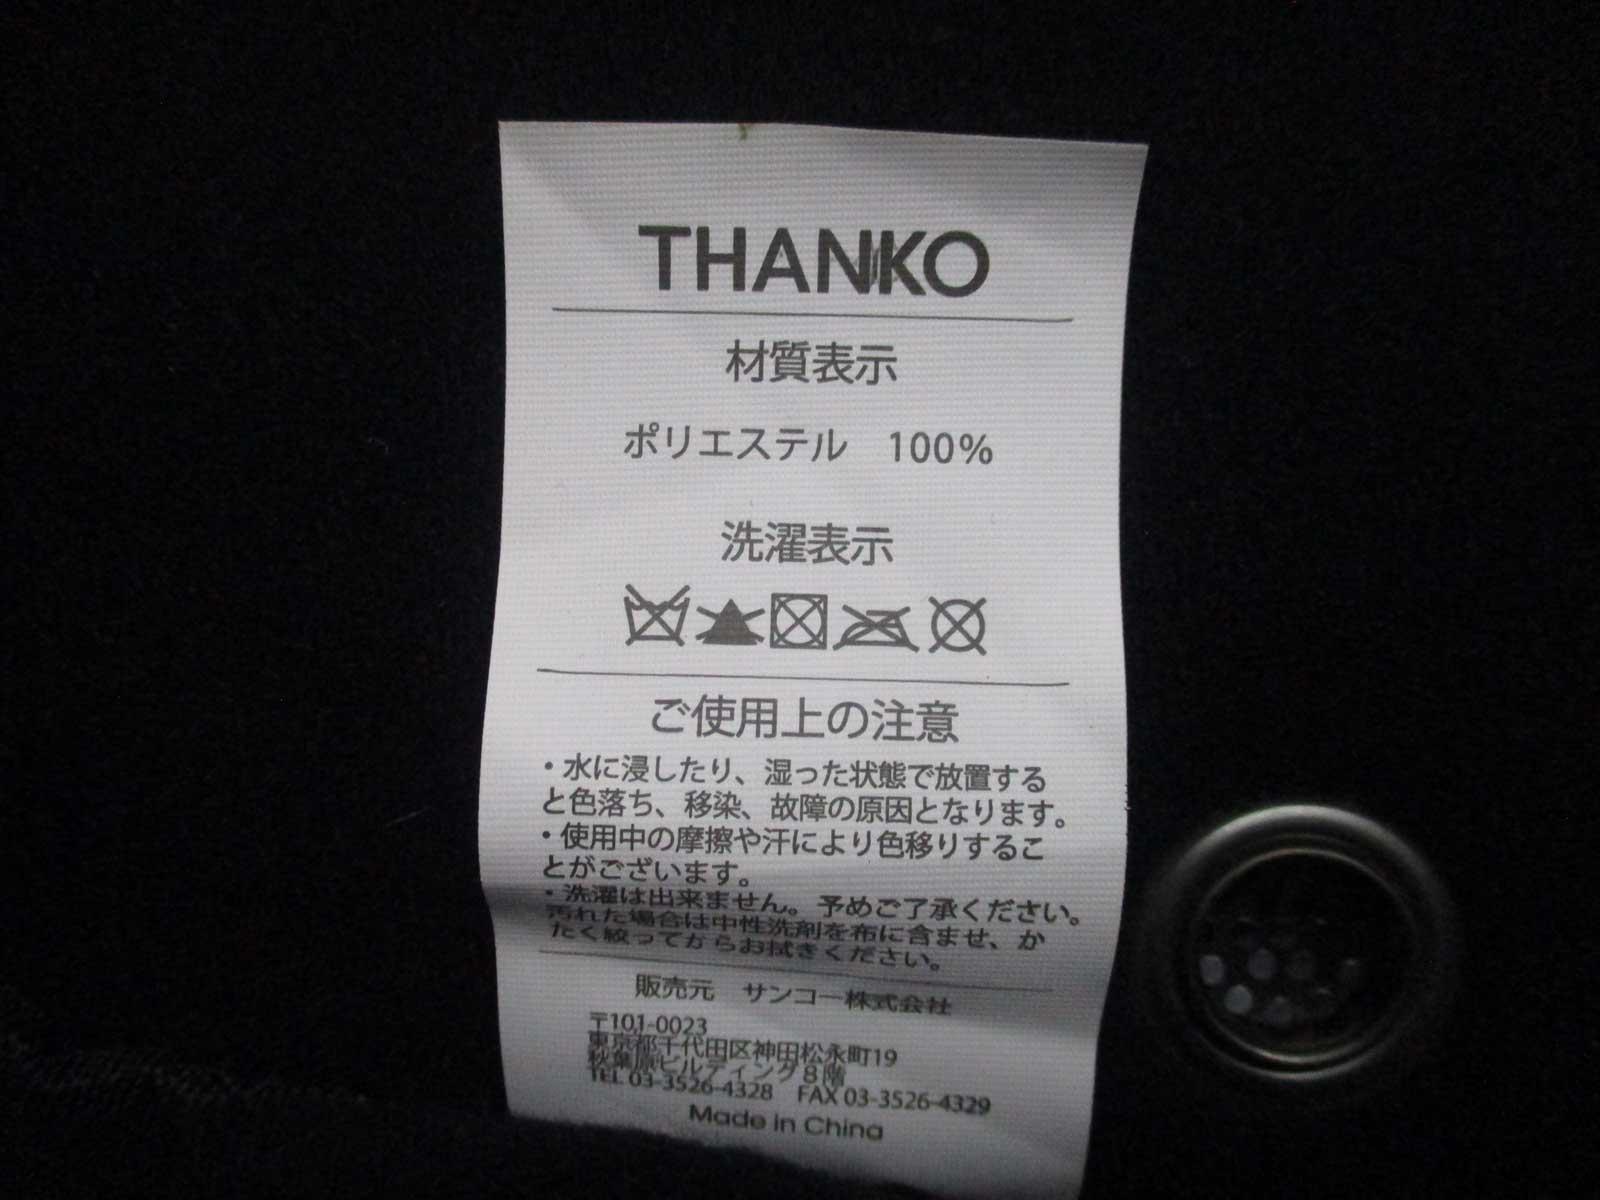 THANKO
材質表示
ポリエステル 100%
洗濯表示
ご使用上の注意
・水に浸したり、湿った状態で放置する
と色落ち、移染、故障の原因となります。
・使用中の摩擦や汗により色移りするこ
とがございます。
・洗濯は出来ません。予めご了承ください。
汚れた場合は中性洗剤を布に含ませ、か
たく絞ってからお拭きください。
販売元 サンコー株式会社
〒101-0023
東京都千代田区神田松永町19
秋葉原ビルディング8階
TEL 03-3526-4328 FAX 03-3526-4329
Made in China